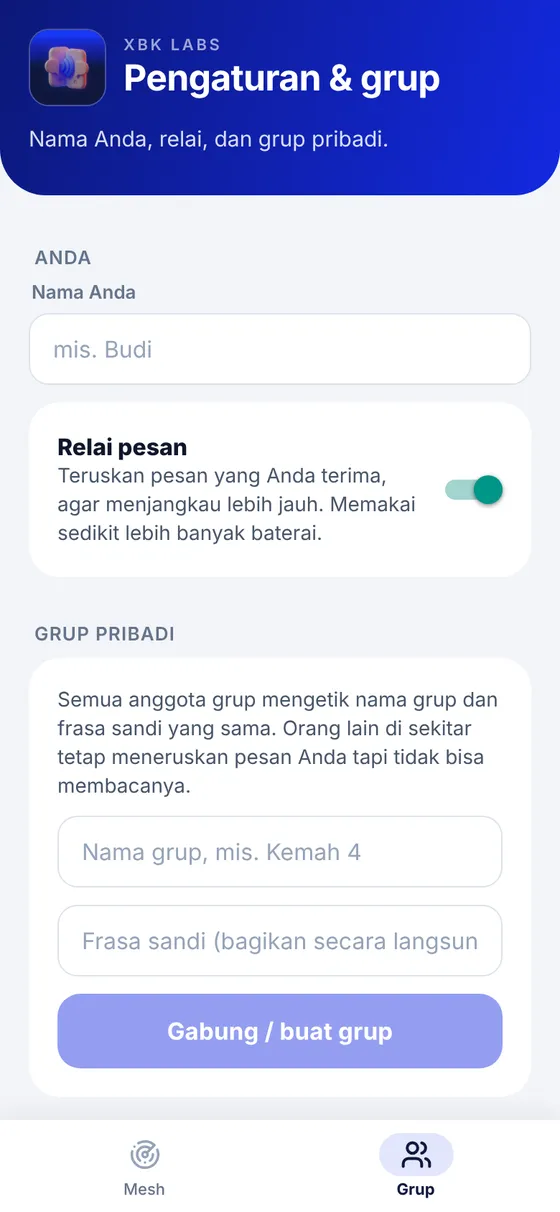 XBK LABS
Pengaturan & grup
Nama Anda, relai, dan grup pribadi.
ANDA
Nama Anda
mis. Budi
Relai pesan
Teruskan pesan yang Anda terima,
agar menjangkau lebih jauh. Memakai
sedikit lebih banyak baterai.
GRUP PRIBADI
Semua anggota grup mengetik nama grup dan
frasa sandi yang sama. Orang lain di sekitar
tetap meneruskan pesan Anda tapi tidak bisa
membacanya.
Nama grup, mis. Kemah 4
Frasa sandi (bagikan secara langsun
Gabung / buat grup
Mesh
Grup